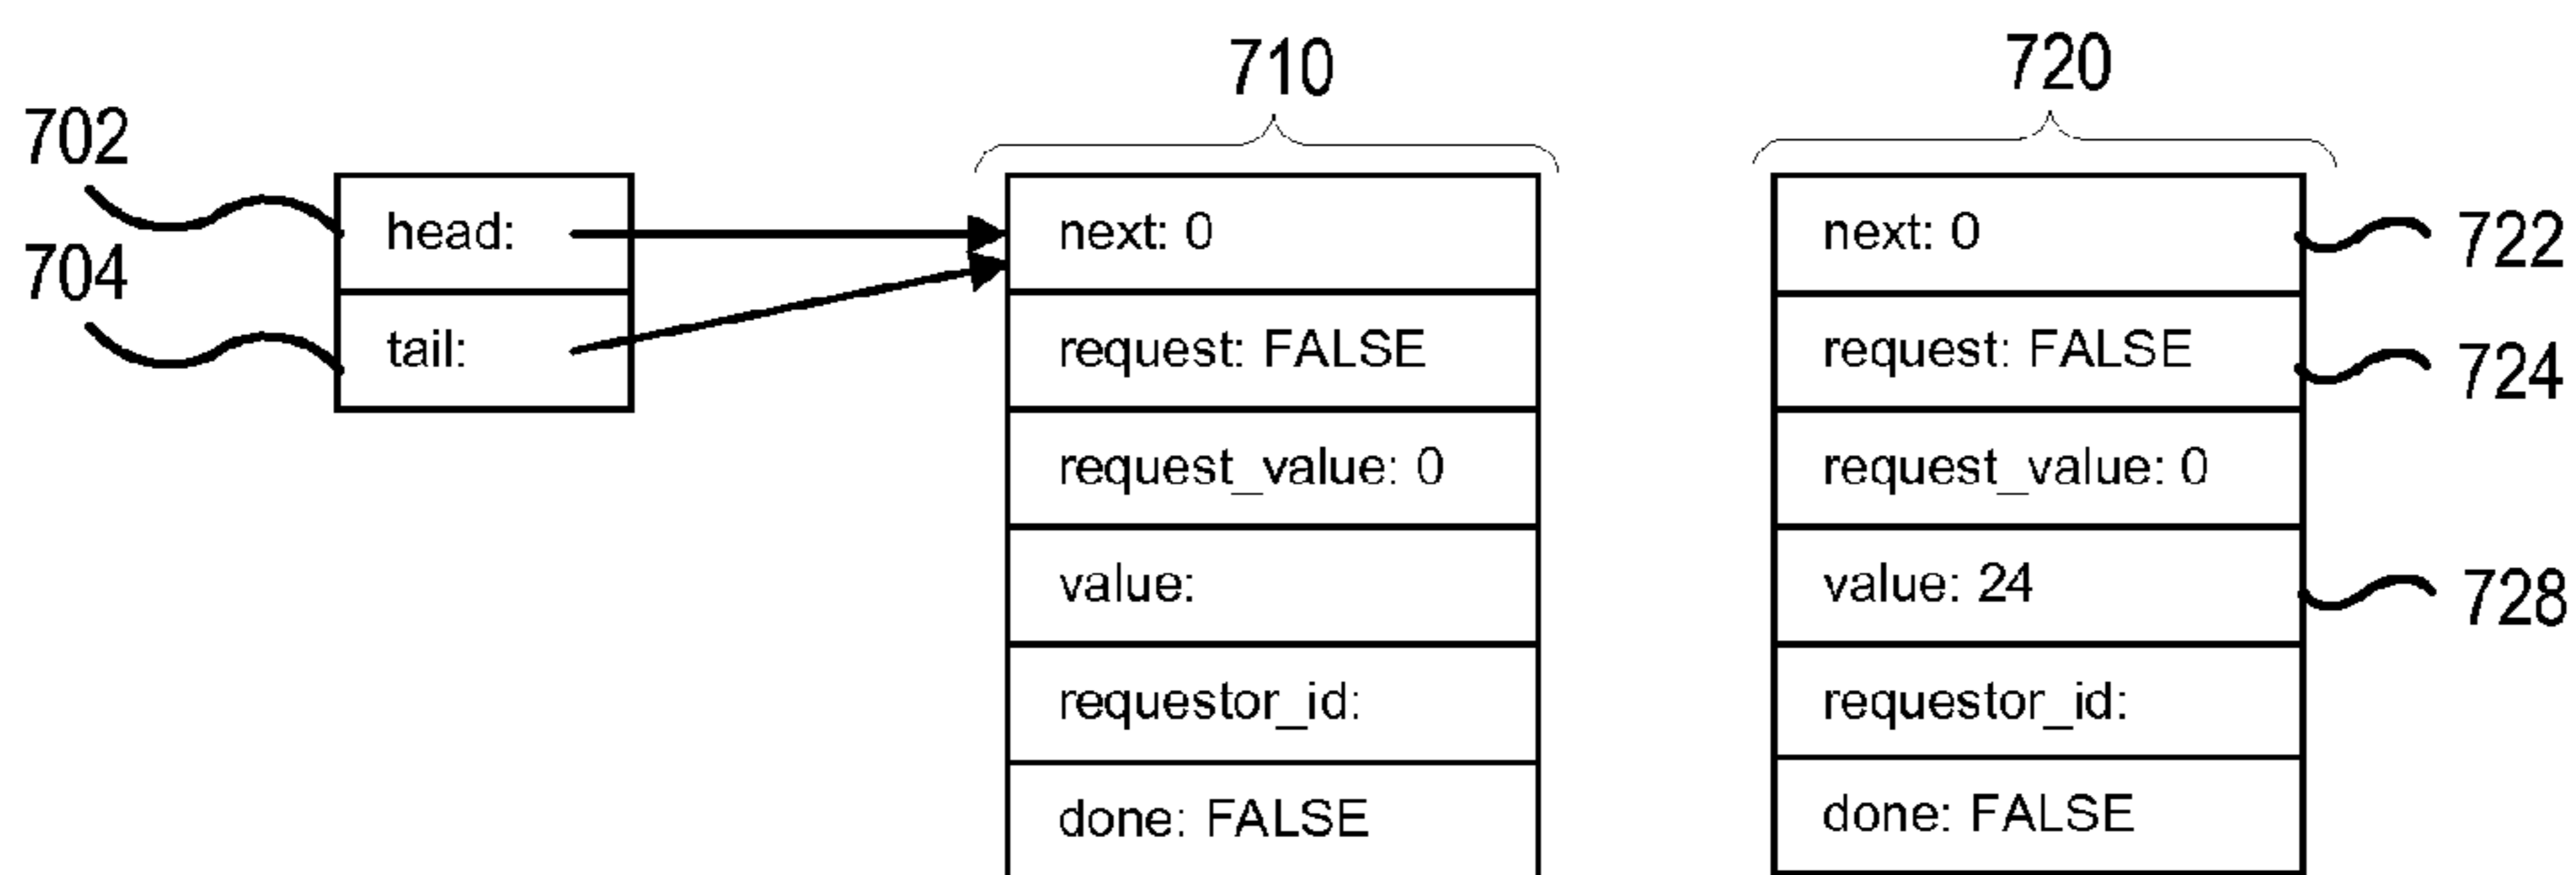 710
720
702
704
head:
tail:
next: 0
request: FALSE
request_value: 0
value:
requestor_id:
done: FALSE
next: 0
request: FALSE
request_value: 0
value: 24
requestor_id:
done: FALSE
722
724
728